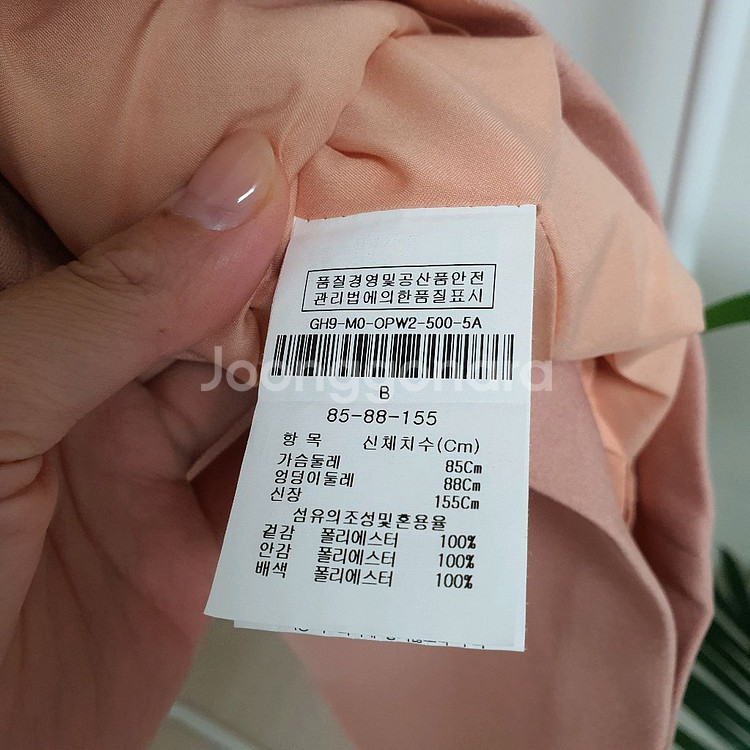 품질경영및공산품안전
관리법에의한품질표시
GH9-M0-OPW2-500-5A
Joonggonara
B
85-88-155
항 목 신체치수(Cm)
가슴둘레 85Cm
엉덩이둘레 88Cm
신장 155Cm
섬유의조성및혼용율
겉감 폴리에스터 100%
안감 폴리에스터 100%
배색 폴리에스터 100%